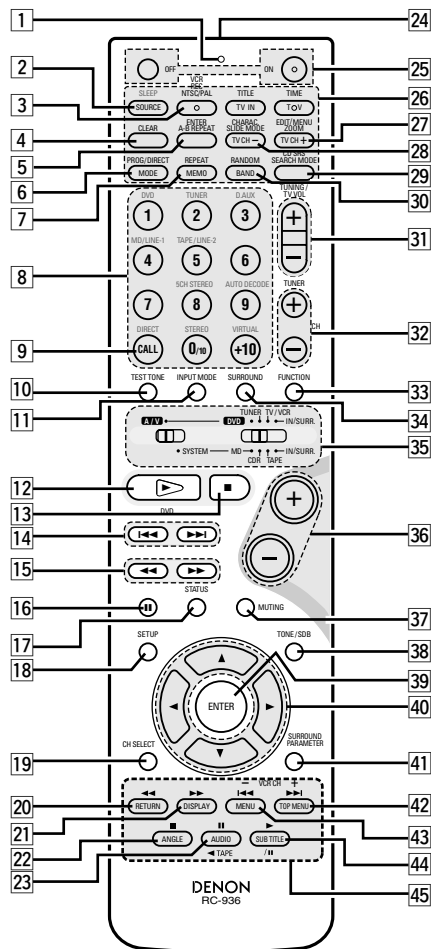 1
24
2
3
4
5
6
7
8
9
10
11
12
13
14
15
16
17
18
19
20
21
22
23
25
26
27
28
29
30
31
32
33
34
35
36
37
38
39
40
41
42
43
44
45
OFF
ON
VCR
REC
SLEEP NTSC/PAL TITLE TIME
SOURCE TV IN
ENTER CHARAC. EDIT/MENU
CLEAR A-B REPEAT SLIDE MODE ZOOM
TV CH − TV CH +
CD SRS
PROG/DIRECT REPEAT RANDOM SEARCH MODE
MODE MEMO BAND
TUNING /
TV VOL
DVD TUNER D.AUX
1 2 3
+
−
MD/LINE-1 TAPE/LINE-2
4 5 6
5CH STEREO AUTO DECODE
7 8 9
TUNER
+
CH
−
DIRECT STEREO VIRTUAL
CALL 0/10 +10
TEST TONE INPUT MODE SURROUND FUNCTION
TUNER TV / VCR
A / V DVD IN/SURR.
SYSTEM MD IN/SURR.
CDR TAPE
DVD
+
−
STATUS
MUTING
SETUP TONE/SDB
ENTER
CH SELECT SURROUND
PARAMETER
− VCR CH +
RETURN DISPLAY MENU TOP MENU
ANGLE AUDIO SUB TITLE
◄ TAPE / II
DENON
RC-936